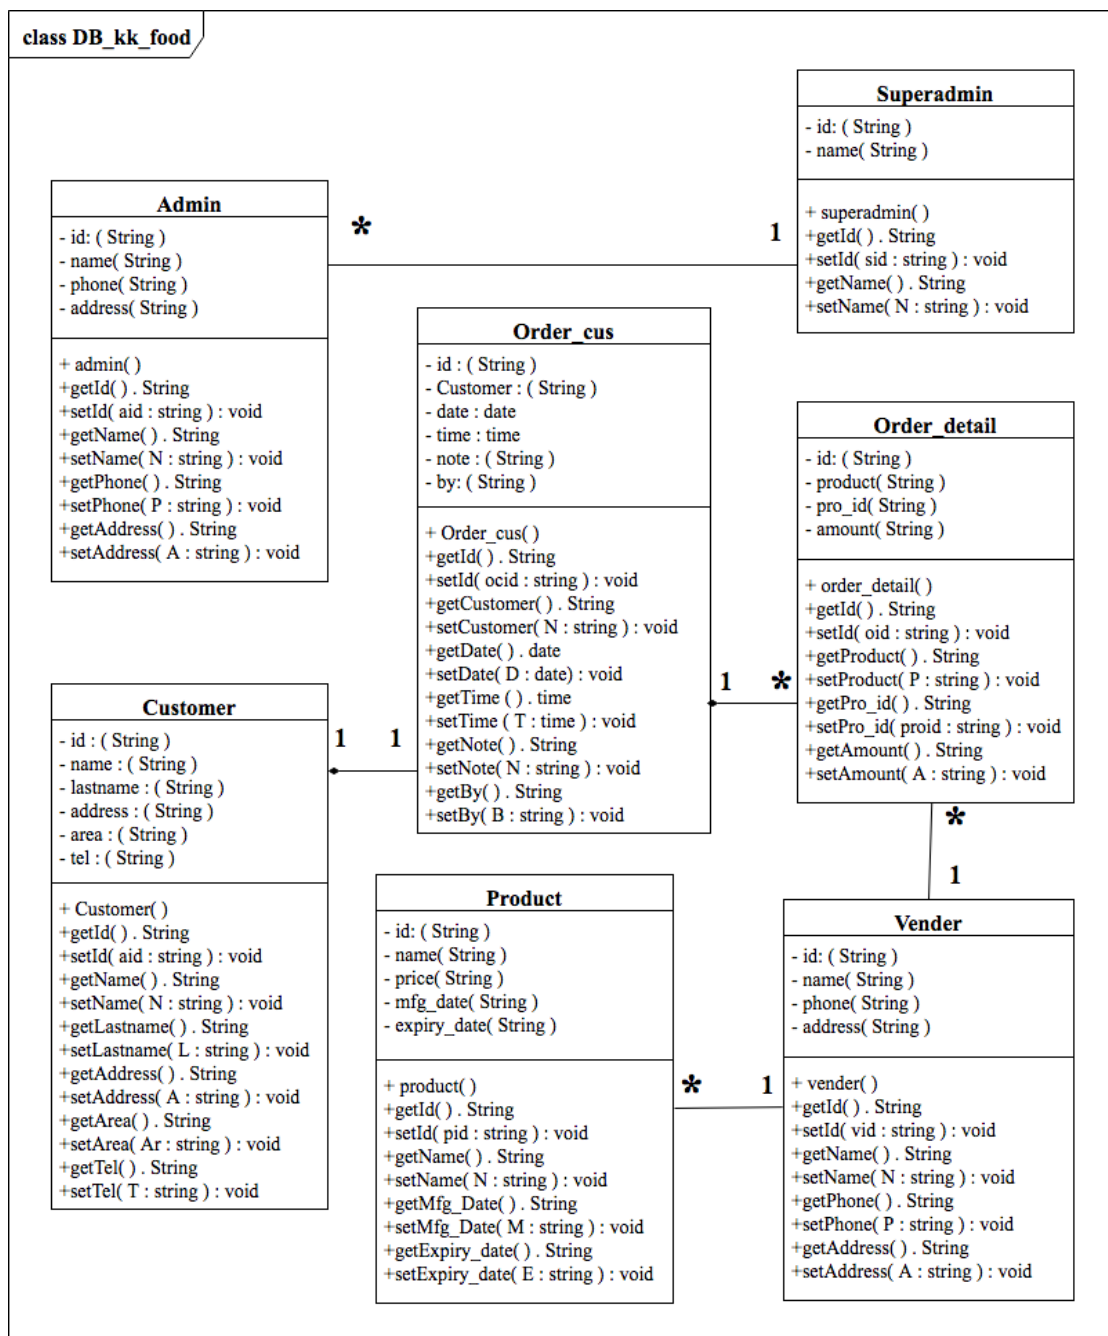 class DB_kk_food
Superadmin
- id: ( String )
- name( String )
+ superadmin( )
+getId( ) . String
+setId( sid : string ) : void
+getName( ) . String
+setName( N : string ) : void
Admin
- id: ( String )
- name( String )
- phone( String )
- address( String )
+ admin( )
+getId( ) . String
+setId( aid : string ) : void
+getName( ) . String
+setName( N : string ) : void
+getPhone( ) . String
+setPhone( P : string ) : void
+getAddress( ) . String
+setAddress( A : string ) : void
*
1
Order_cus
- id : ( String )
- Customer : ( String )
- date : date
- time : time
- note : ( String )
- by: ( String )
+ Order_cus( )
+getId( ) . String
+setId( ocid : string ) : void
+getCustomer( ) . String
+setCustomer( N : string ) : void
+getDate( ) . date
+setDate( D : date) : void
+getTime ( ) . time
+setTime ( T : time ) : void
+getNote( ) . String
+setNote( N : string ) : void
+getBy( ) . String
+setBy( B : string ) : void
Order_detail
- id: ( String )
- product( String )
- pro_id( String )
- amount( String )
+ order_detail( )
+getId( ) . String
+setId( oid : string ) : void
+getProduct( ) . String
+setProduct( P : string ) : void
+getPro_id( ) . String
+setPro_id( proid : string ) : void
+getAmount( ) . String
+setAmount( A : string ) : void
1
*
Customer
- id : ( String )
- name : ( String )
- lastname : ( String )
- address : ( String )
- area : ( String )
- tel : ( String )
+ Customer( )
+getId( ) . String
+setId( aid : string ) : void
+getName( ) . String
+setName( N : string ) : void
+getLastname( ) . String
+setLastname( L : string ) : void
+getAddress( ) . String
+setAddress( A : string ) : void
+getArea( ) . String
+setArea( Ar : string ) : void
+getTel( ) . String
+setTel( T : string ) : void
1
1
*
1
Product
- id: ( String )
- name( String )
- price( String )
- mfg_date( String )
- expiry_date( String )
+ product( )
+getId( ) . String
+setId( pid : string ) : void
+getName( ) . String
+setName( N : string ) : void
+getMfg_Date( ) . String
+setMfg_Date( M : string ) : void
+getExpiry_date( ) . String
+setExpiry_date( E : string ) : void
*
1
Vender
- id: ( String )
- name( String )
- phone( String )
- address( String )
+ vender( )
+getId( ) . String
+setId( vid : string ) : void
+getName( ) . String
+setName( N : string ) : void
+getPhone( ) . String
+setPhone( P : string ) : void
+getAddress( ) . String
+setAddress( A : string ) : void